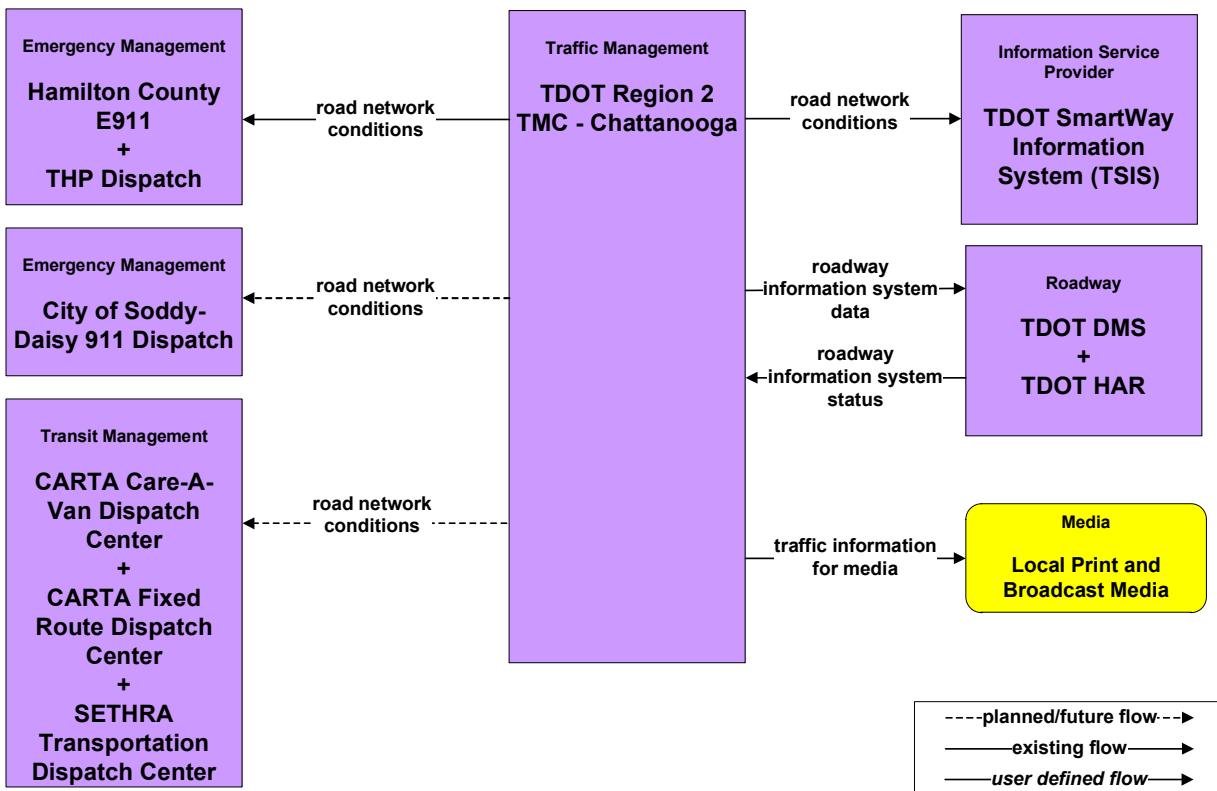 Emergency Management
Hamilton County
E911
+
THP Dispatch
road network
conditions
Traffic Management
TDOT Region 2
TMC - Chattanooga
road network
conditions
Information Service
Provider
TDOT SmartWay
Information
System (TSIS)
Emergency Management
City of Soddy-
Daisy 911 Dispatch
road network
conditions
roadway
information system
data
roadway
information system
status
Roadway
TDOT DMS
+
TDOT HAR
Transit Management
CARTA Care-A-
Van Dispatch
Center
+
CARTA Fixed
Route Dispatch
Center
+
SETHRA
Transportation
Dispatch Center
road network
conditions
traffic information
for media
Media
Local Print and
Broadcast Media
planned/future flow
existing flow
user defined flow